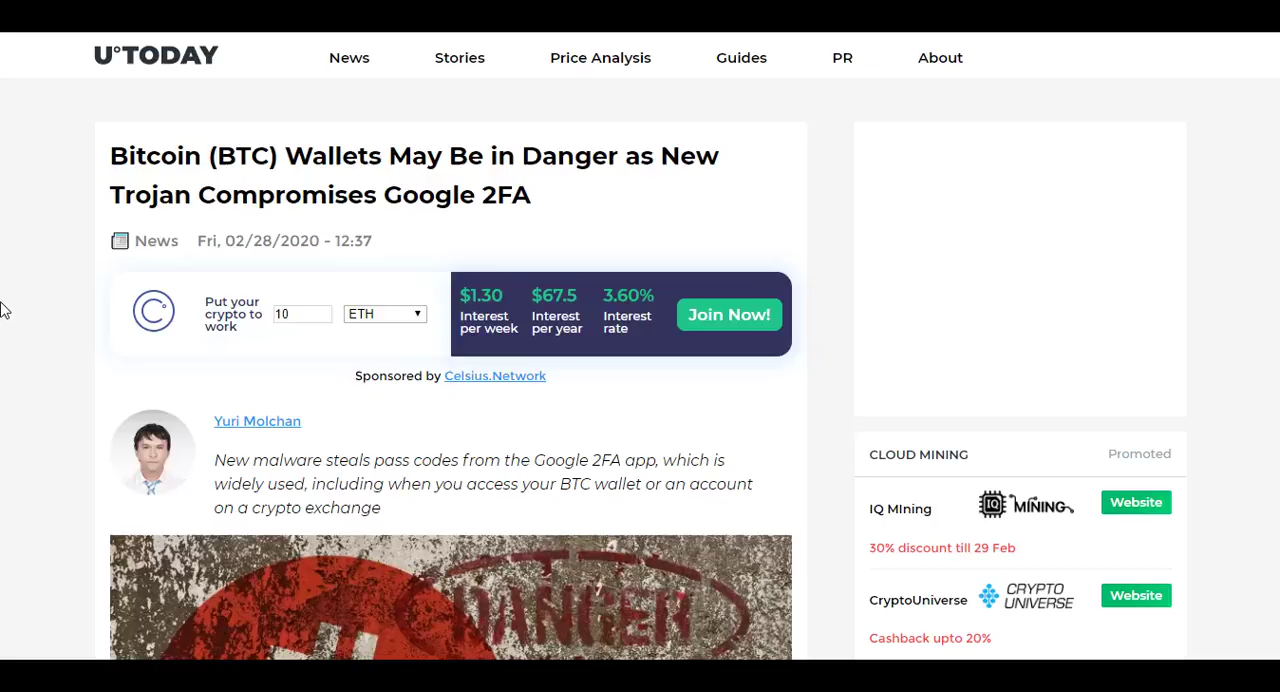 U°TODAY
News
Stories
Price Analysis
Guides
PR
About
Bitcoin (BTC) Wallets May Be in Danger as New
Trojan Compromises Google 2FA
News Fri, 02/28/2020 - 12:37
Put your
crypto to
work
10
ETH
$1.30
Interest
per week
$67.5
Interest
per year
3.60%
Interest
rate
Join Now!
Sponsored by Celsius.Network
Yuri Molchan
New malware steals pass codes from the Google 2FA app, which is
widely used, including when you access your BTC wallet or an account
on a crypto exchange
DANGER
CLOUD MINING
Promoted
IQ MIning
IQ MINING
Website
30% discount till 29 Feb
CryptoUniverse
CRYPTO
UNIVERSE
Website
Cashback upto 20%